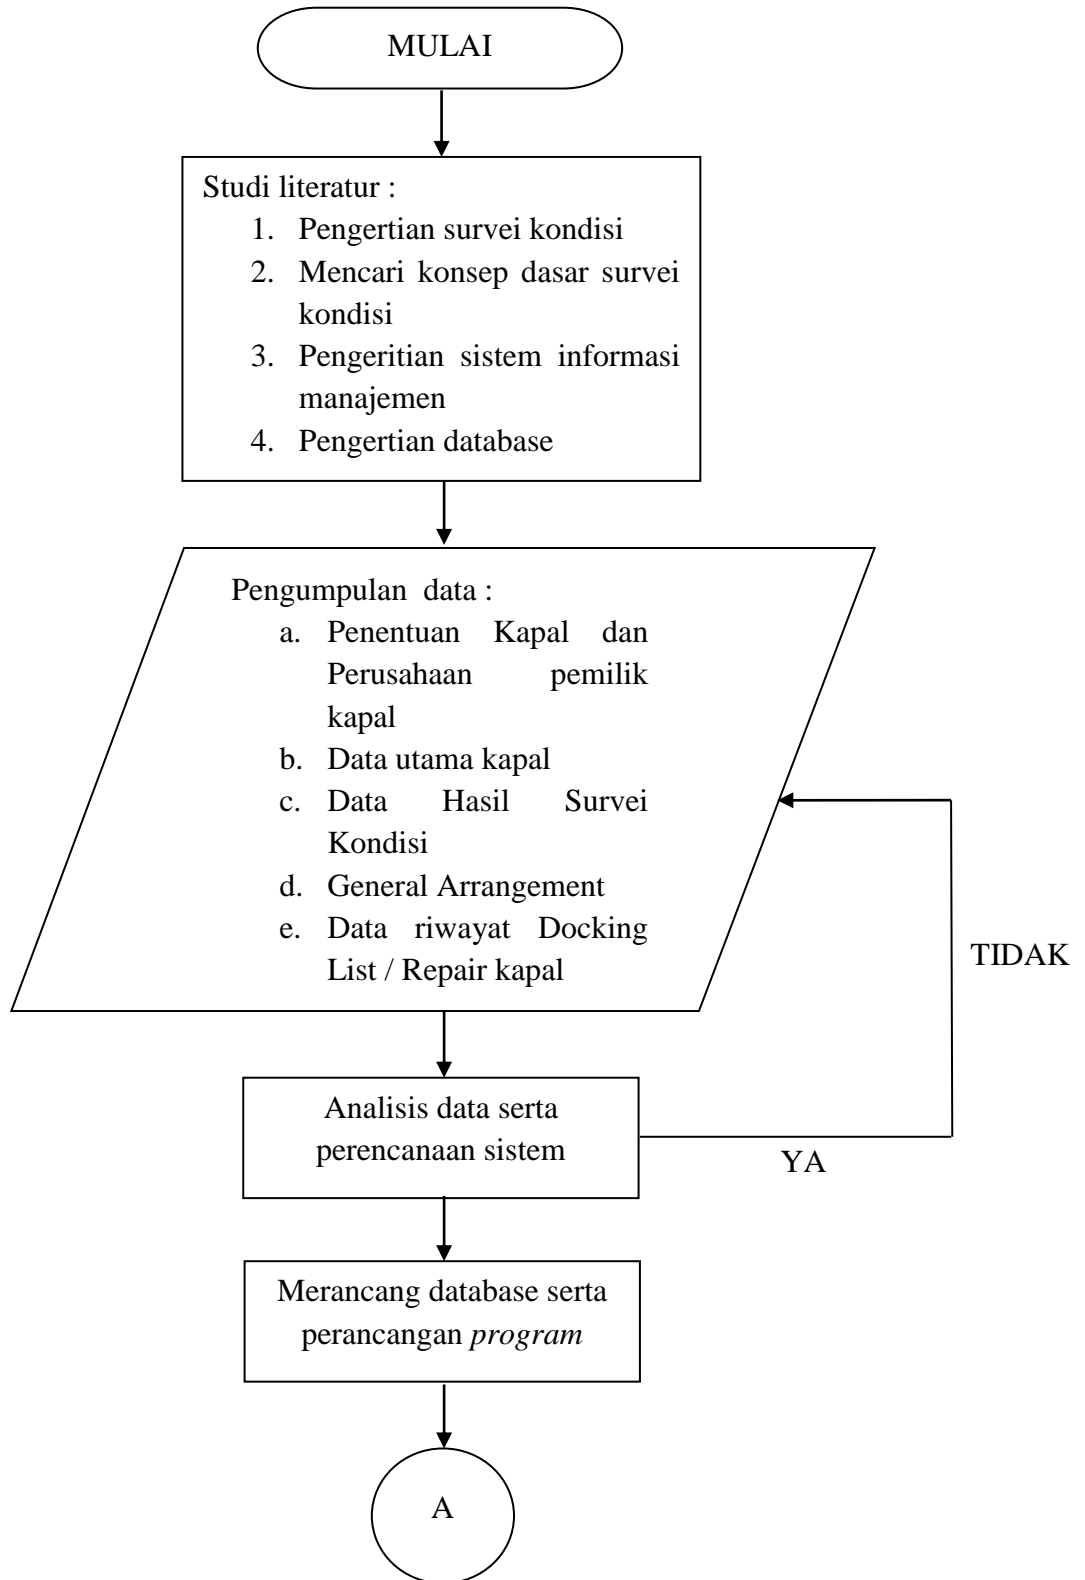 MULAI
Studi literatur :
1. Pengertian survei kondisi
2. Mencari konsep dasar survei
kondisi
3. Pengeritian sistem informasi
manajemen
4. Pengertian database
Pengumpulan data :
a. Penentuan Kapal dan
Perusahaan pemilik
kapal
b. Data utama kapal
c. Data Hasil Survei
Kondisi
d. General Arrangement
e. Data riwayat Docking
List / Repair kapal
TIDAK
Analisis data serta
perencanaan sistem
YA
Merancang database serta
perancangan program
A